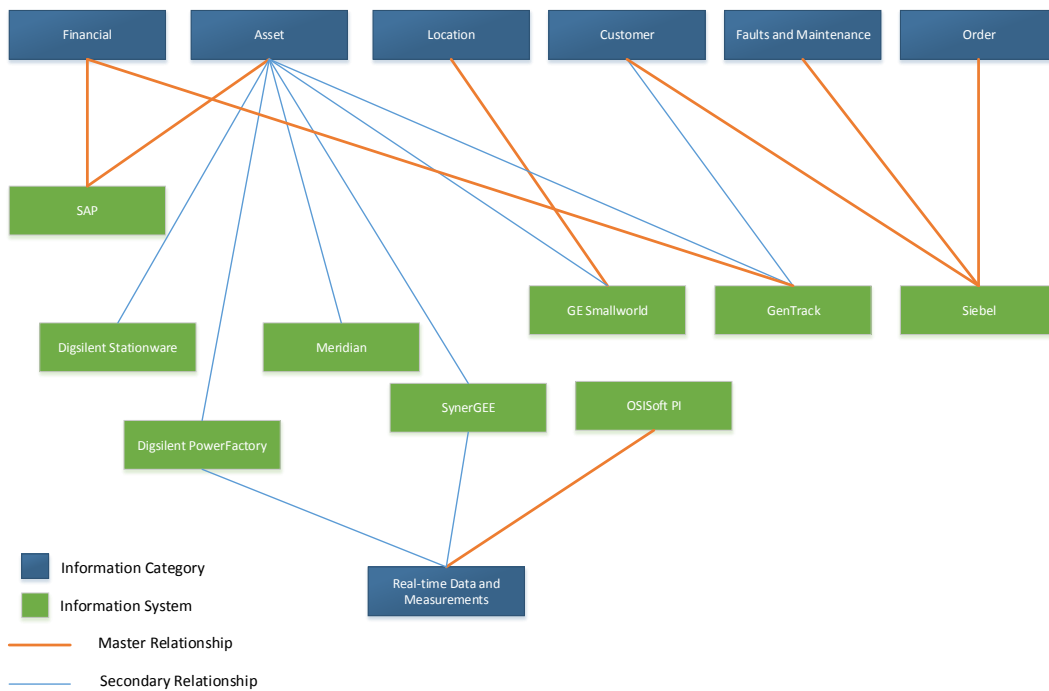 Financial
Asset
Location
Customer
Faults and Maintenance
Order
SAP
GE Smallworld
GenTrack
Siebel
Digsilent Stationware
Meridian
SynerGEE
OSISoft PI
Digsilent PowerFactory
Real-time Data and
Measurements
Information Category
Information System
Master Relationship
Secondary Relationship